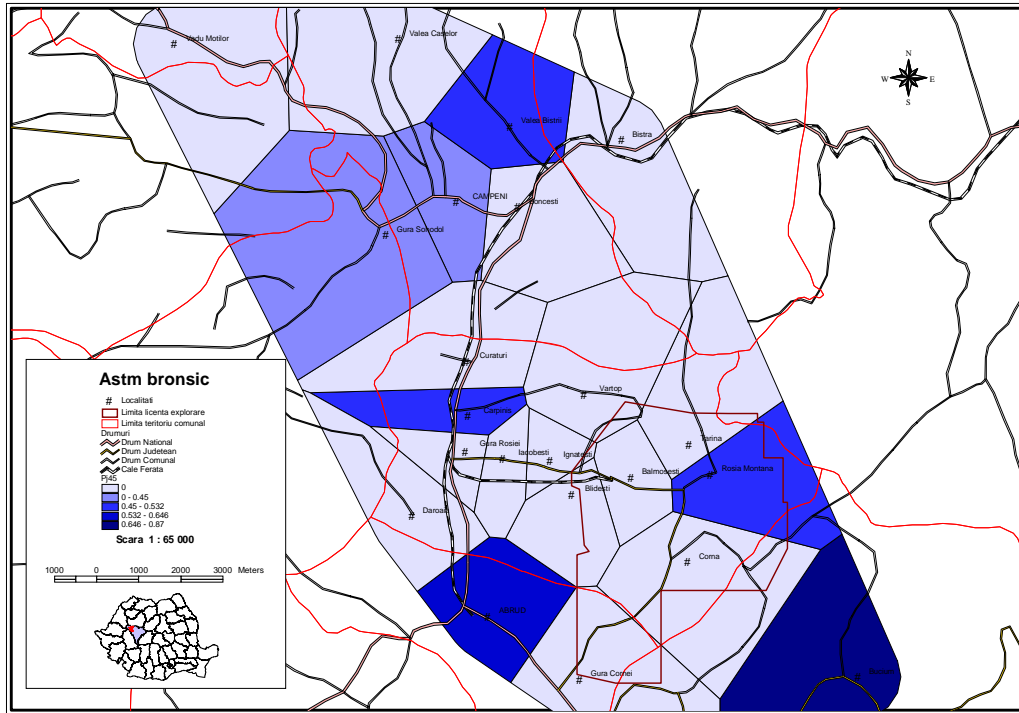 Vadu Motilor
Valea Caselor
N
W E
S
Valea Bistrii
Bistra
CAMPENI
Boncesti
Gura Sohodol
Curaturi
Vartop
Carpinis
Tarina
Gura Rosiei
Iacobesti
Ignatesti
Balmosesti
Rosia Montana
Blidesti
Daroaia
Corna
ABRUD
Gura Cornei
Astm bronsic
# Localitati
Limita licenta explorare
Limita teritoriu comunal
Drumuri
Drum National
Drum Judetean
Drum Comunal
Cale Ferata
Pj45
0
0 - 0.45
0.45 - 0.532
0.532 - 0.646
0.646 - 0.87
Scara 1 : 65 000
1000 0 1000 2000 3000 Meters